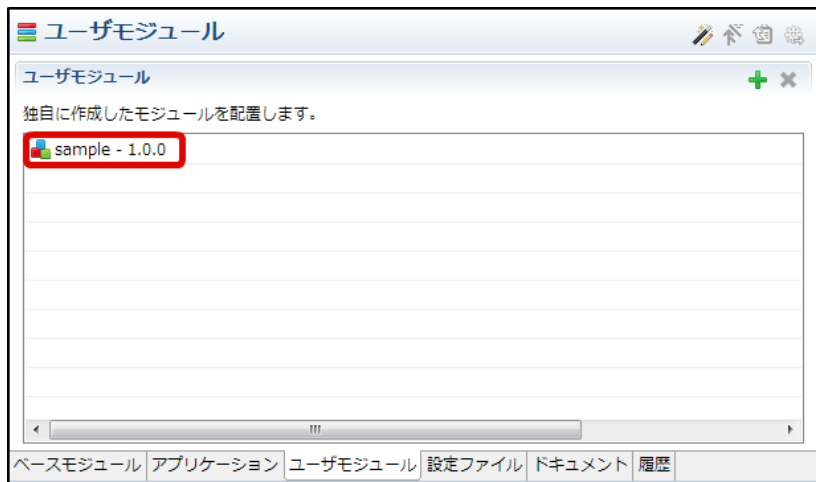 ユーザモジュール
ユーザモジュール
独自に作成したモジュールを配置します。
sample - 1.0.0
ベースモジュール アプリケーション ユーザモジュール 設定ファイル ドキュメント 履歴